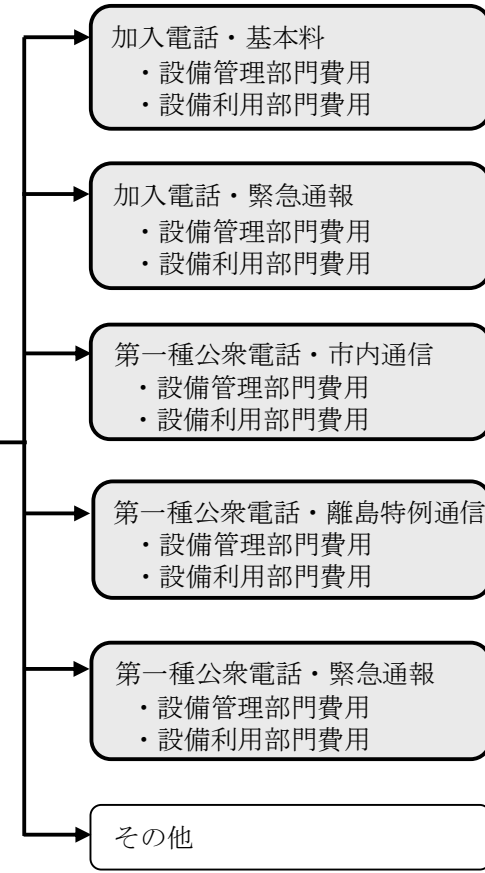 加入電話・基本料
・設備管理部門費用
・設備利用部門費用
加入電話・緊急通報
・設備管理部門費用
・設備利用部門費用
第一種公衆電話・市内通信
・設備管理部門費用
・設備利用部門費用
第一種公衆電話・離島特例通信
・設備管理部門費用
・設備利用部門費用
第一種公衆電話・緊急通報
・設備管理部門費用
・設備利用部門費用
その他